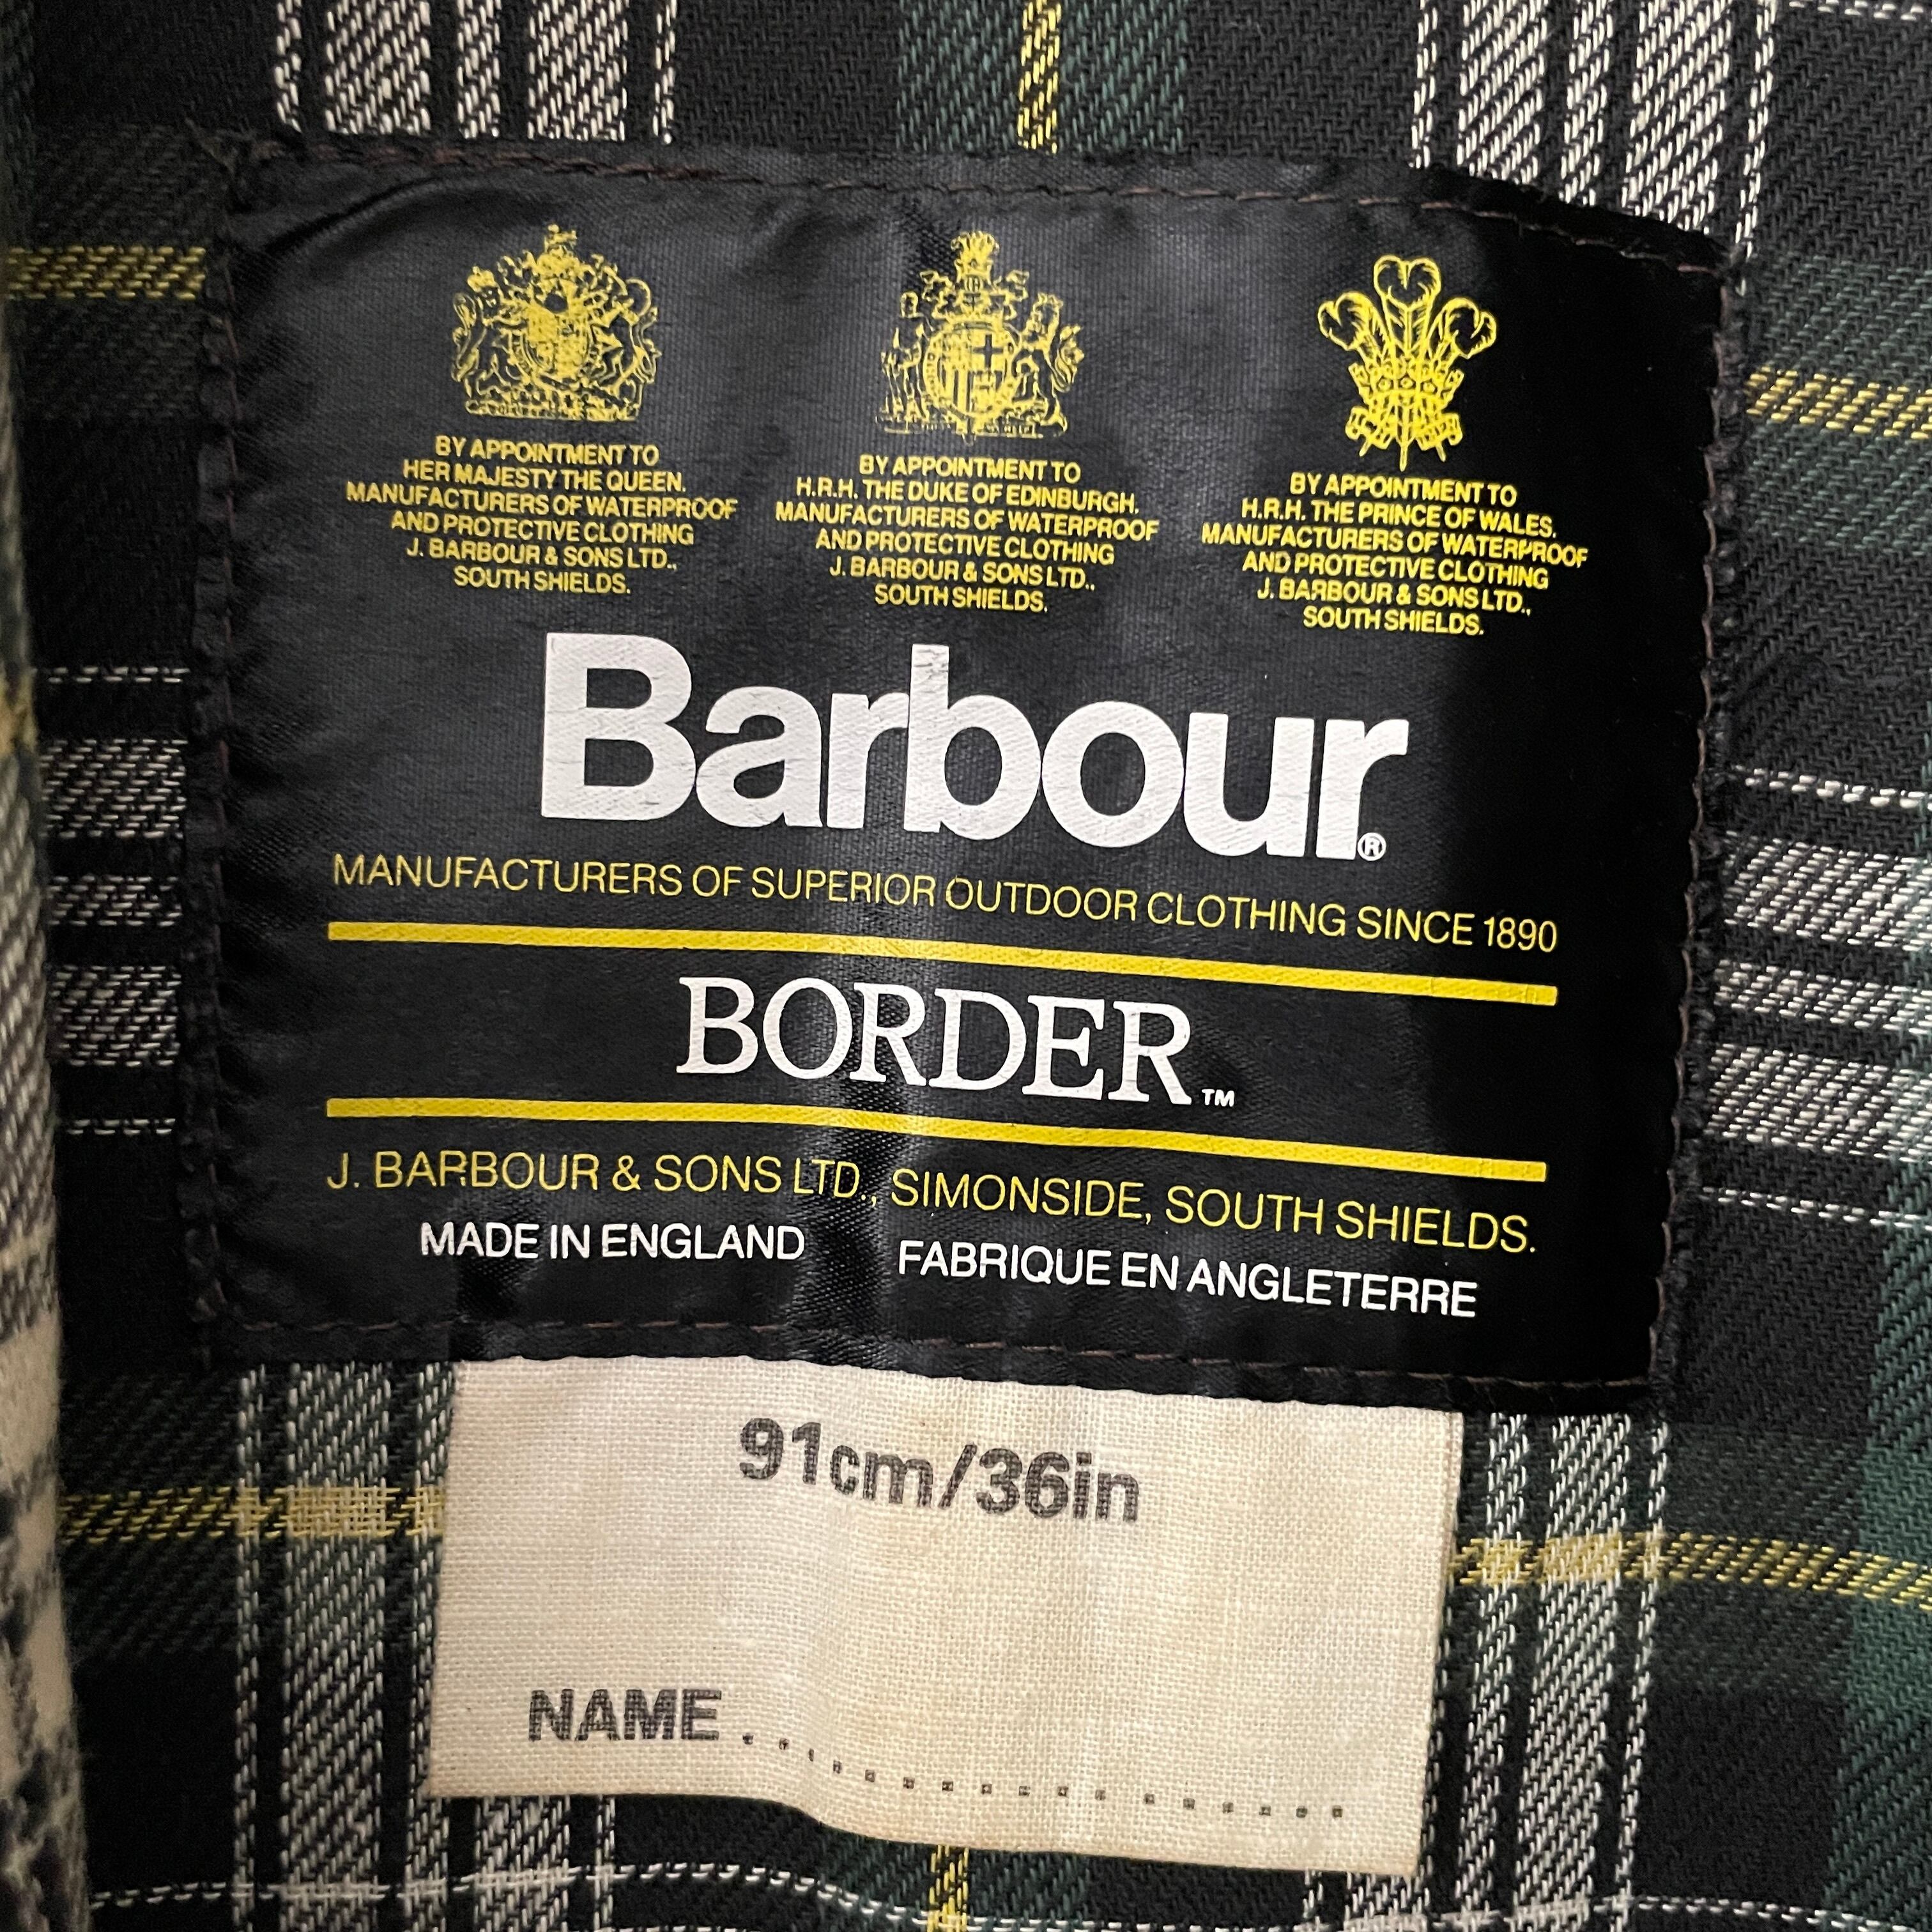 BY APPOINTMENT TO
HER MAJESTY THE QUEEN.
MANUFACTURERS OF WATERPROOF
AND PROTECTIVE CLOTHING
J. BARBOUR & SONS LTD.,
SOUTH SHIELDS.
BY APPOINTMENT TO
H.R.H. THE DUKE OF EDINBURGH.
MANUFACTURERS OF WATERPROOF
AND PROTECTIVE CLOTHING
J. BARBOUR & SONS LTD.,
SOUTH SHIELDS.
BY APPOINTMENT TO
H.R.H. THE PRINCE OF WALES.
MANUFACTURERS OF WATERPROOF
AND PROTECTIVE CLOTHING
J. BARBOUR & SONS LTD.,
SOUTH SHIELDS.
Barbour®
MANUFACTURERS OF SUPERIOR OUTDOOR CLOTHING SINCE 1890
BORDER™
J. BARBOUR & SONS LTD., SIMONSIDE, SOUTH SHIELDS.
MADE IN ENGLAND FABRIQUE EN ANGLETERRE
91cm/36in
NAME.................